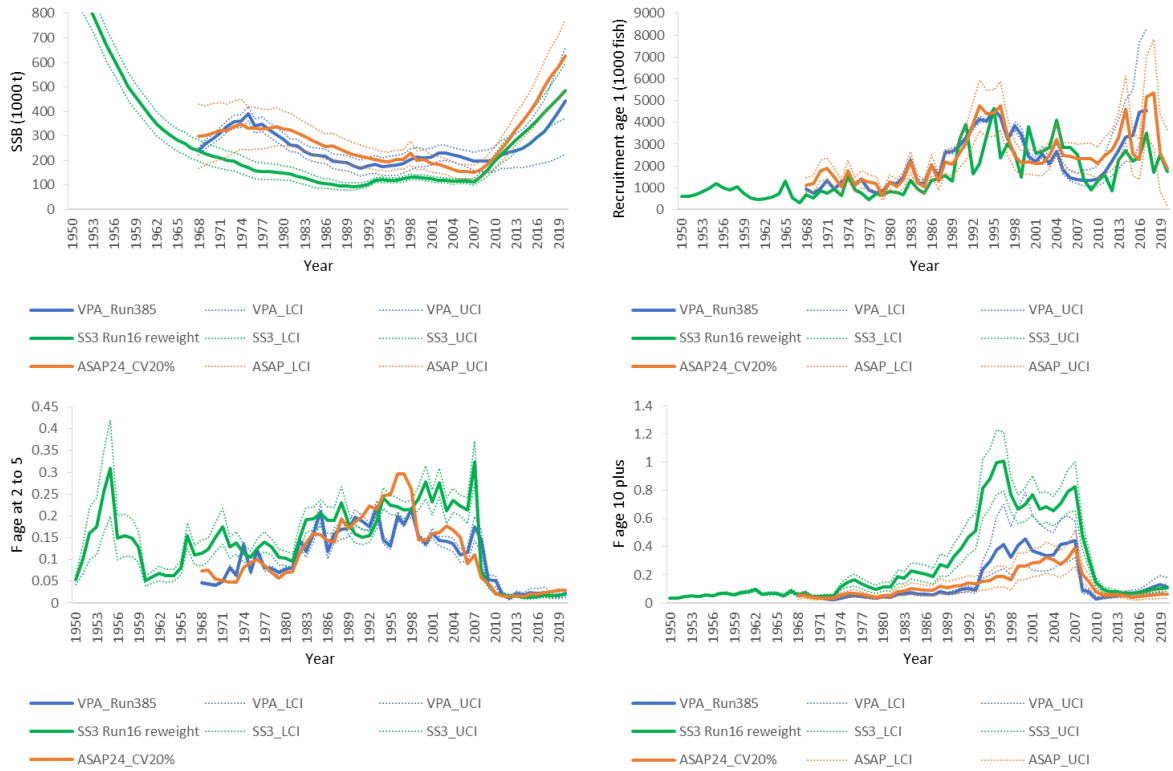 SSB (1000 t)
800
700
600
500
400
300
200
100
0
1950 1953 1956 1959 1962 1965 1968 1971 1974 1977 1980 1983 1986 1989 1992 1995 1998 2001 2004 2007 2010 2013 2016 2019
Year
VPA_Run385 VPA_LCI VPA_UCI
SS3 Run16 reweight SS3_LCI SS3_UCI
ASAP24_CV20% ASAP_LCI ASAP_UCI
Recruitment age 1 (1000 fish)
9000
8000
7000
6000
5000
4000
3000
2000
1000
0
1950 1953 1956 1959 1962 1965 1968 1971 1974 1977 1980 1983 1986 1989 1992 1995 1998 2001 2004 2007 2010 2013 2016 2019
Year
VPA_Run385 VPA_LCI VPA_UCI
SS3 Run16 reweight SS3_LCI SS3_UCI
ASAP24_CV20% ASAP_LCI ASAP_UCI
F age at 2 to 5
0.45
0.4
0.35
0.3
0.25
0.2
0.15
0.1
0.05
0
1950 1953 1956 1959 1962 1965 1968 1971 1974 1977 1980 1983 1986 1989 1992 1995 1998 2001 2004 2007 2010 2013 2016 2019
Year
VPA_Run385 VPA_LCI VPA_UCI
SS3 Run16 reweight SS3_LCI SS3_UCI
ASAP24_CV20%
F age 10 plus
1.4
1.2
1
0.8
0.6
0.4
0.2
0
1950 1953 1956 1959 1962 1965 1968 1971 1974 1977 1980 1983 1986 1989 1992 1995 1998 2001 2004 2007 2010 2013 2016 2019
Year
VPA_Run385 VPA_LCI VPA_UCI
SS3 Run16 reweight SS3_LCI SS3_UCI
ASAP24_CV20% ASAP_LCI ASAP_UCI